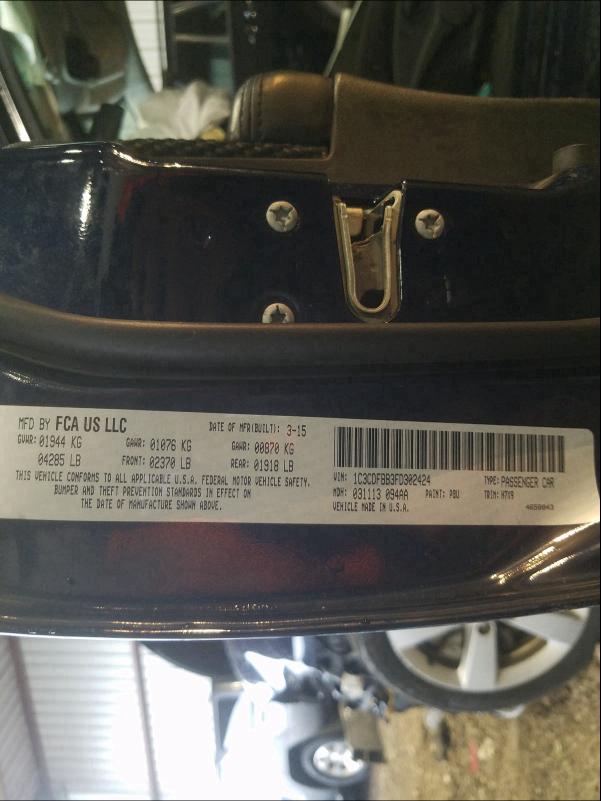 MFD BY FCA US LLC DATE OF MFR(BUILT): 3-15
GVWR: 01944 KG GAWR: 01076 KG GAWR: 00870 KG
04285 LB FRONT: 02370 LB REAR: 01918 LB
THIS VEHICLE CONFORMS TO ALL APPLICABLE U.S.A. FEDERAL MOTOR VEHICLE SAFETY,
BUMPER AND THEFT PREVENTION STANDARDS IN EFFECT ON
THE DATE OF MANUFACTURE SHOWN ABOVE.
VIN: 1C3CDFBB3FD302424 TYPE: PASSENGER CAR
MDH: 031113 094AA PAINT: PBU TRIM: H7X9
VEHICLE MADE IN U.S.A.